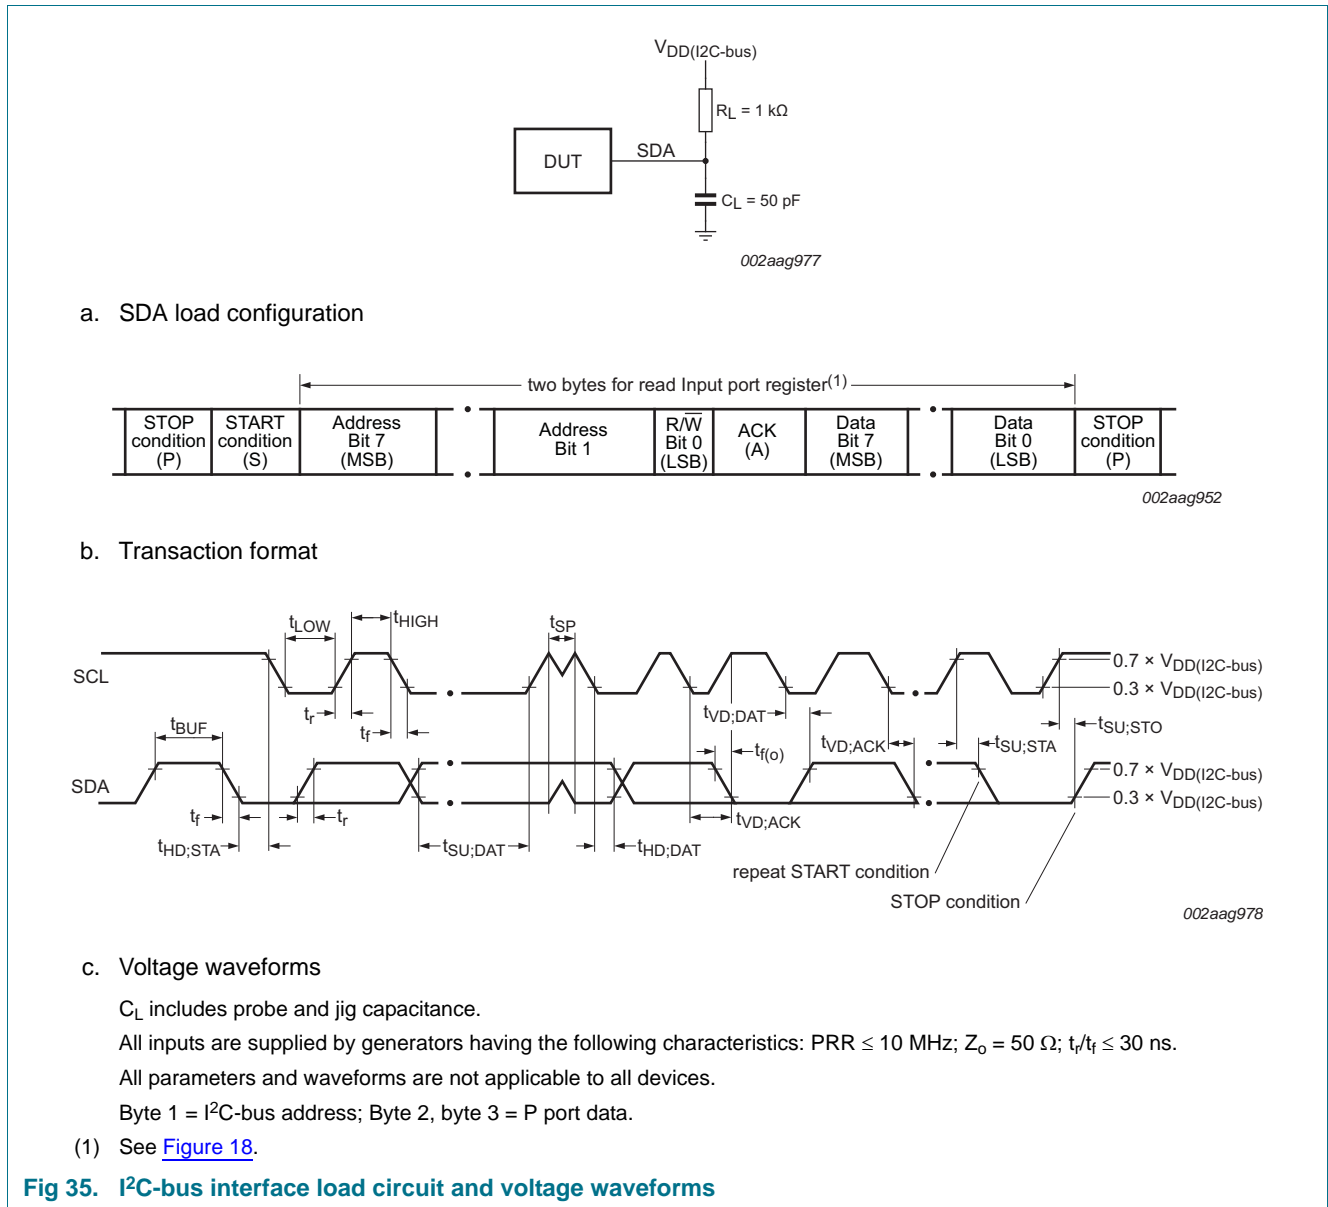 VDD(I2C-bus)
RL = 1 kΩ
DUT
SDA
CL = 50 pF
002aag977
a. SDA load configuration
two bytes for read Input port register(1)
STOP condition (P)
START condition (S)
Address Bit 7 (MSB)
Address Bit 1
R/W̅ Bit 0 (LSB)
ACK (A)
Data Bit 7 (MSB)
Data Bit 0 (LSB)
STOP condition (P)
002aag952
b. Transaction format
tLOW
tHIGH
tSP
SCL
0.7 × VDD(I2C-bus)
0.3 × VDD(I2C-bus)
tr
tf
tBUF
tVD;DAT
tf(o)
tVD;ACK
tSU;STA
tSU;STO
SDA
0.7 × VDD(I2C-bus)
0.3 × VDD(I2C-bus)
tf
tr
tHD;STA
tSU;DAT
tHD;DAT
tVD;ACK
repeat START condition
STOP condition
002aag978
c. Voltage waveforms
CL includes probe and jig capacitance.
All inputs are supplied by generators having the following characteristics: PRR ≤ 10 MHz; Zo = 50 Ω; tr/tf ≤ 30 ns.
All parameters and waveforms are not applicable to all devices.
Byte 1 = I²C-bus address; Byte 2, byte 3 = P port data.
(1) See Figure 18.
Fig 35. I²C-bus interface load circuit and voltage waveforms